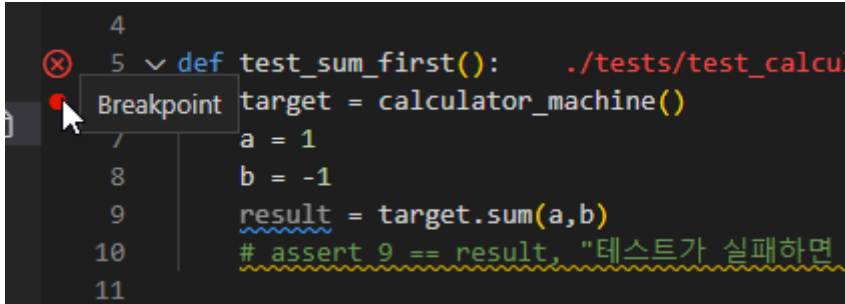 4
5 def test_sum_first(): ./tests/test_calcul
Breakpoint target = calculator_machine()
7 a = 1
8 b = -1
9 result = target.sum(a,b)
10 # assert 9 == result, "테스트가 실패하면
11